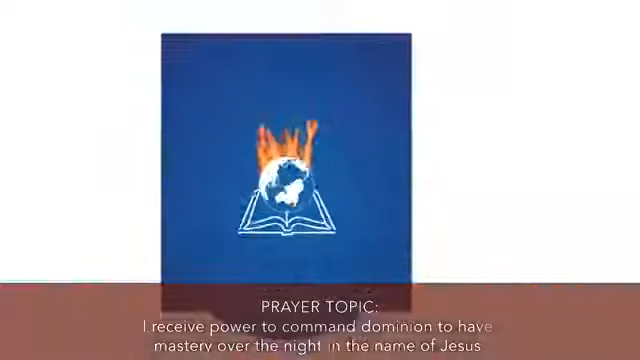 PRAYER TOPIC:
I receive power to command dominion to have
mastery over the night in the name of Jesus